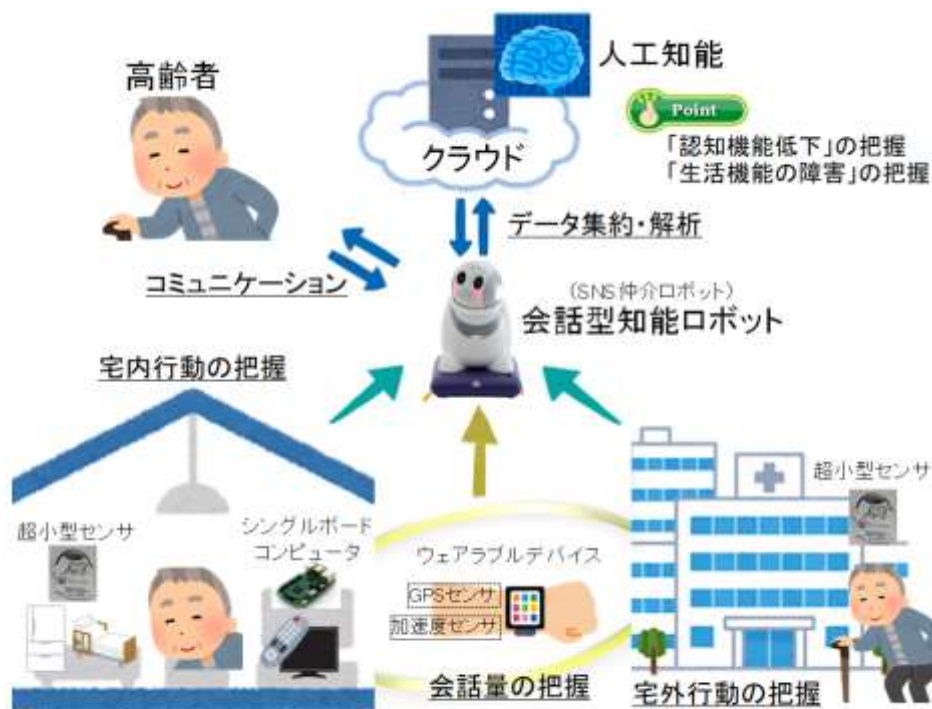 人工知能
高齢者
Point
「認知機能低下」の把握
「生活機能の障害」の把握
クラウド
データ集約・解析
コミュニケーション
(SNS仲介ロボット)
会話型知能ロボット
宅内行動の把握
超小型センサ
シングルボード
コンピュータ
ウェアラブルデバイス
GPSセンサ
加速度センサ
会話量の把握
超小型センサ
宅外行動の把握